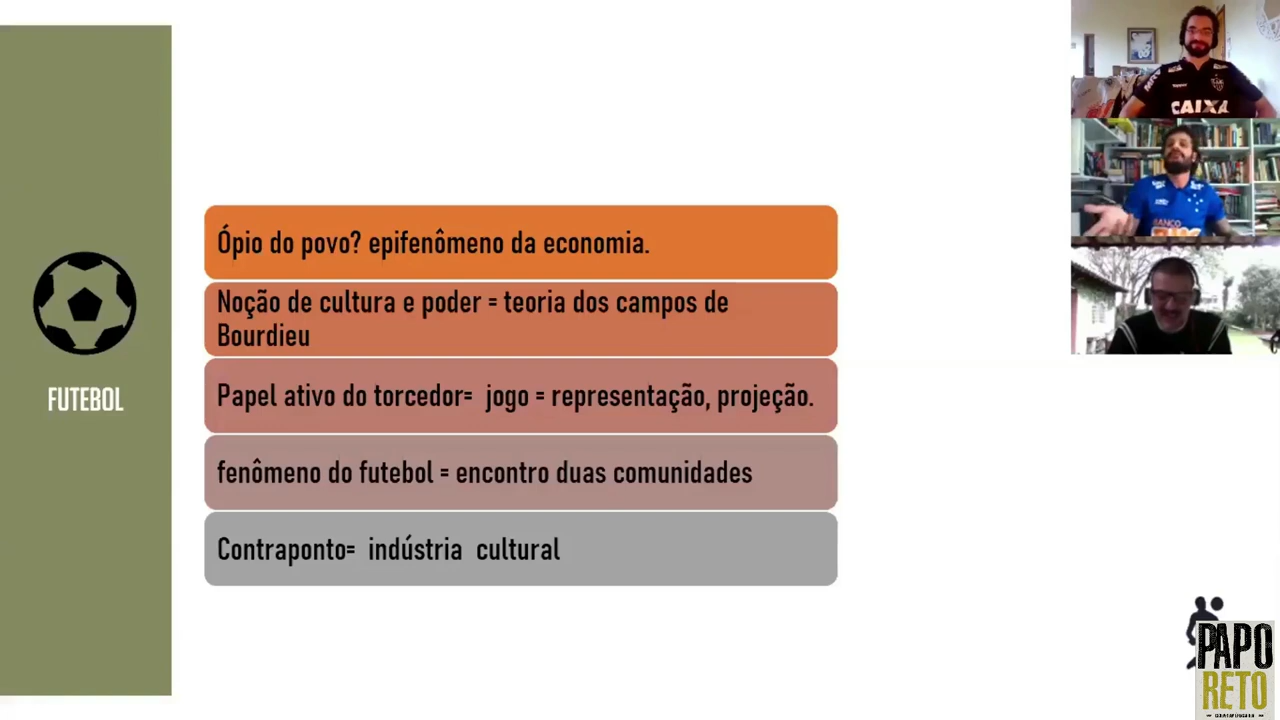 FUTEBOL
Ópio do povo? epifenômeno da economia.
Noção de cultura e poder = teoria dos campos de
Bourdieu
Papel ativo do torcedor=  jogo = representação, projeção.
fenômeno do futebol = encontro duas comunidades
Contraponto=  indústria  cultural
CAIXA
PAPO
RETO